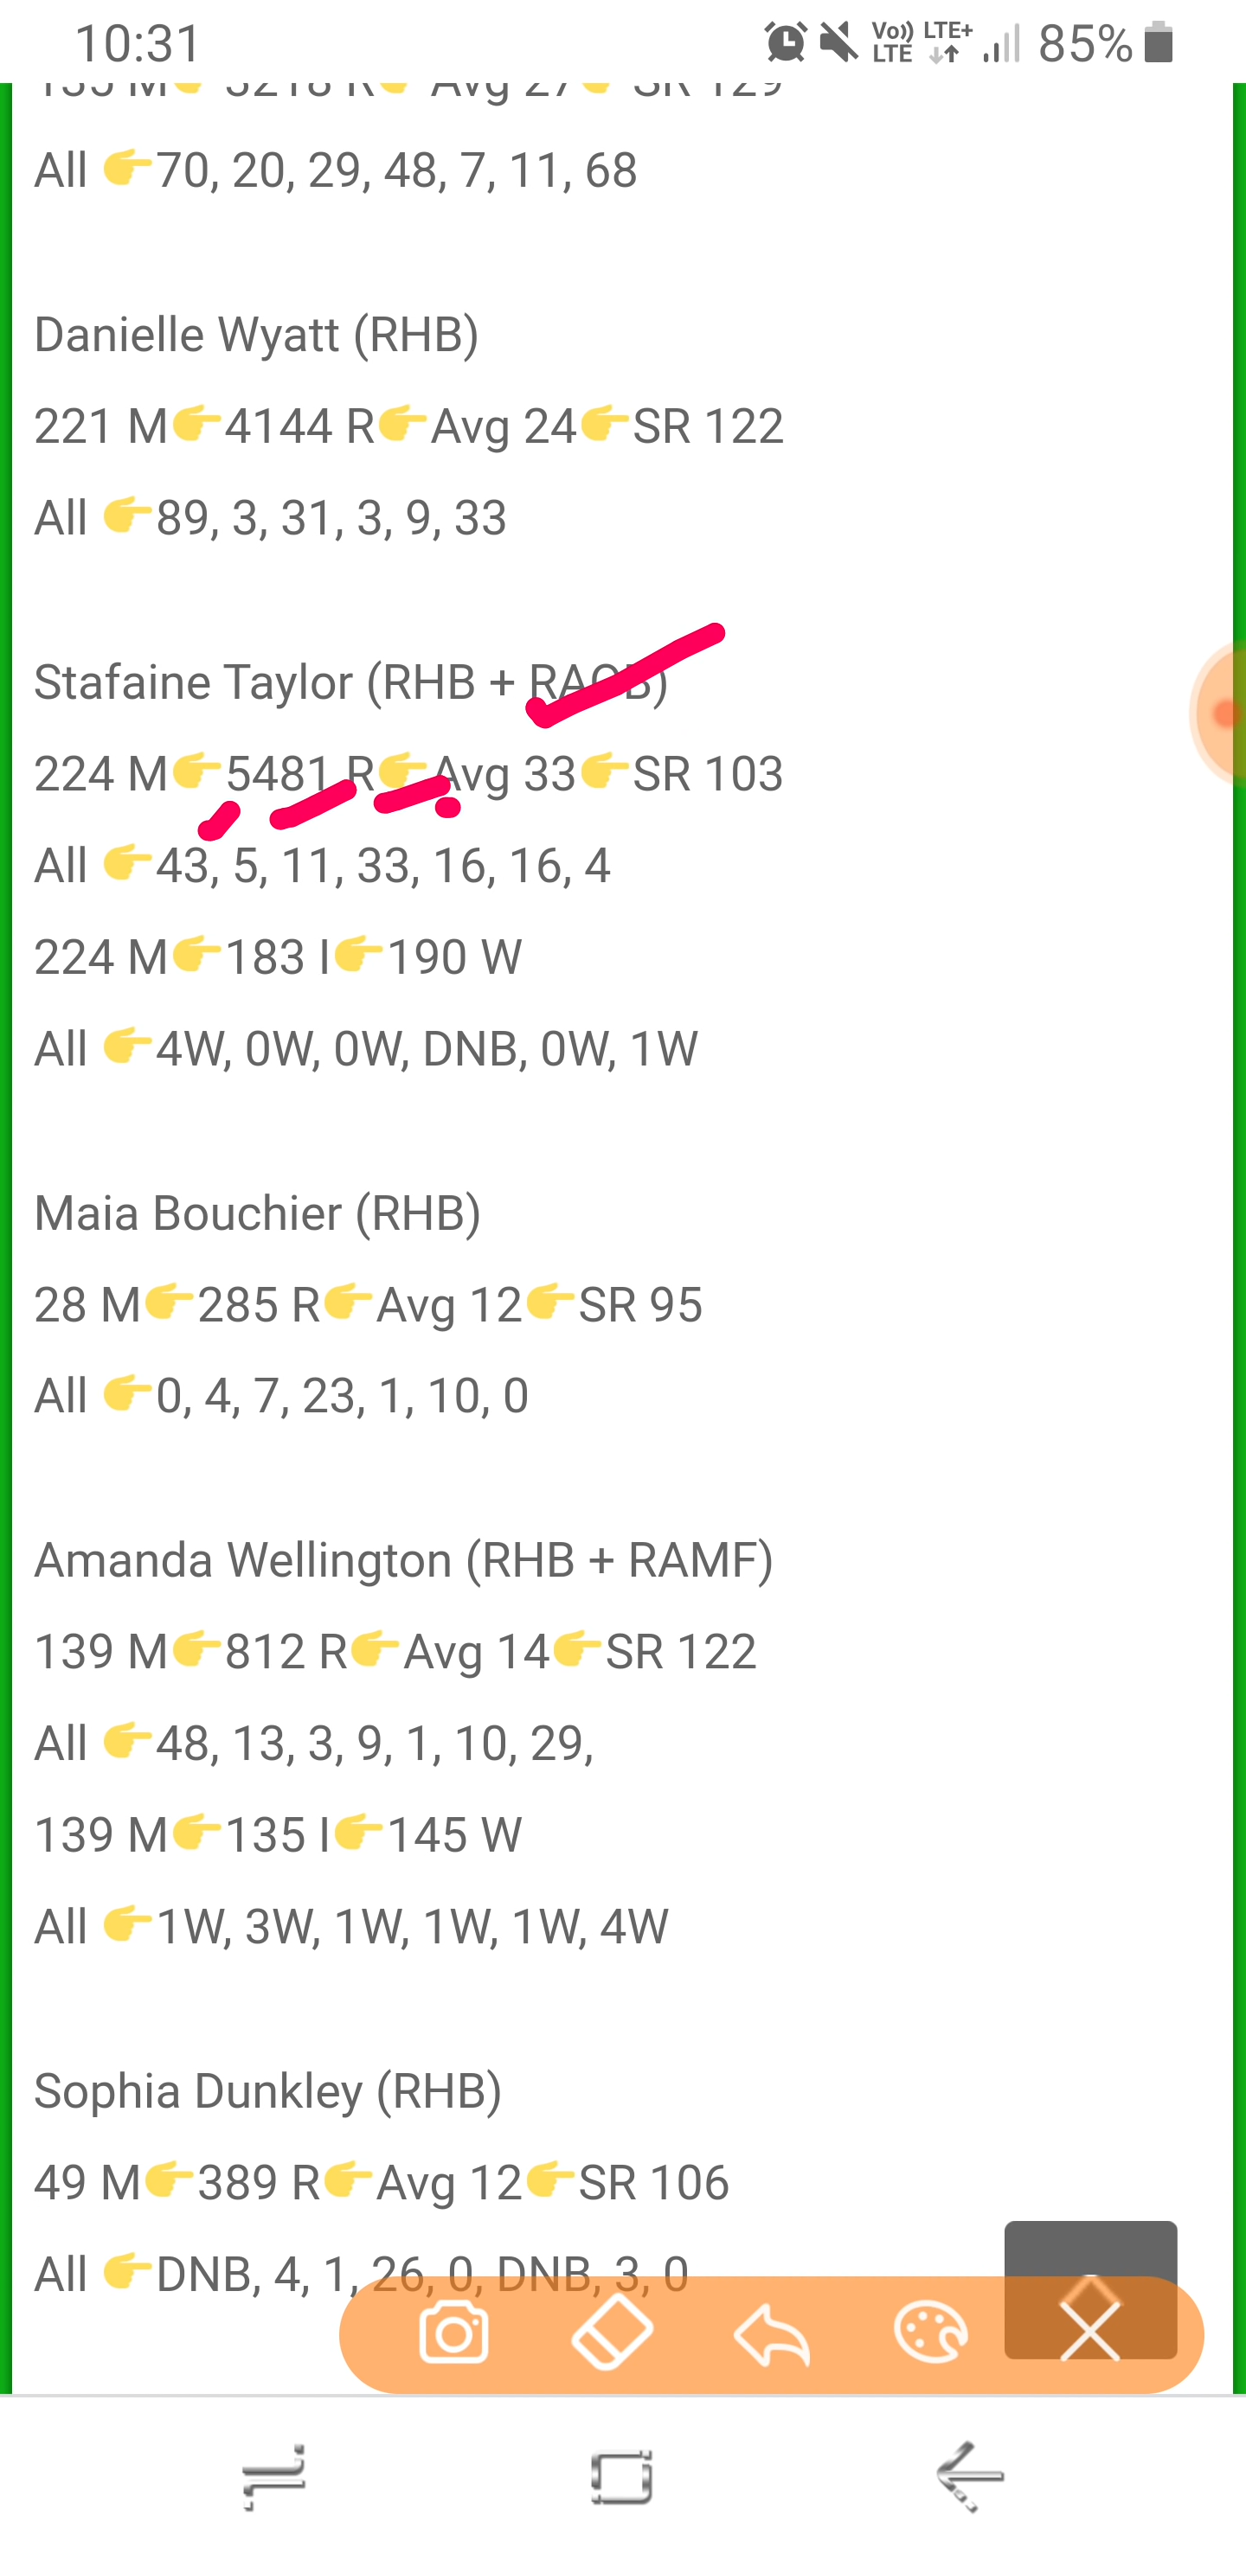 10:31
Vo)) LTE+
LTE 85%
All 👉70, 20, 29, 48, 7, 11, 68
Danielle Wyatt (RHB)
221 M👉4144 R👉Avg 24👉SR 122
All 👉89, 3, 31, 3, 9, 33
Stafaine Taylor (RHB + RAOB)
224 M👉5481 R👉Avg 33👉SR 103
All 👉43, 5, 11, 33, 16, 16, 4
224 M👉183 I👉190 W
All 👉4W, 0W, 0W, DNB, 0W, 1W
Maia Bouchier (RHB)
28 M👉285 R👉Avg 12👉SR 95
All 👉0, 4, 7, 23, 1, 10, 0
Amanda Wellington (RHB + RAMF)
139 M👉812 R👉Avg 14👉SR 122
All 👉48, 13, 3, 9, 1, 10, 29,
139 M👉135 I👉145 W
All 👉1W, 3W, 1W, 1W, 1W, 4W
Sophia Dunkley (RHB)
49 M👉389 R👉Avg 12👉SR 106
All 👉DNB, 4, 1, 26, 0, DNB, 3, 0